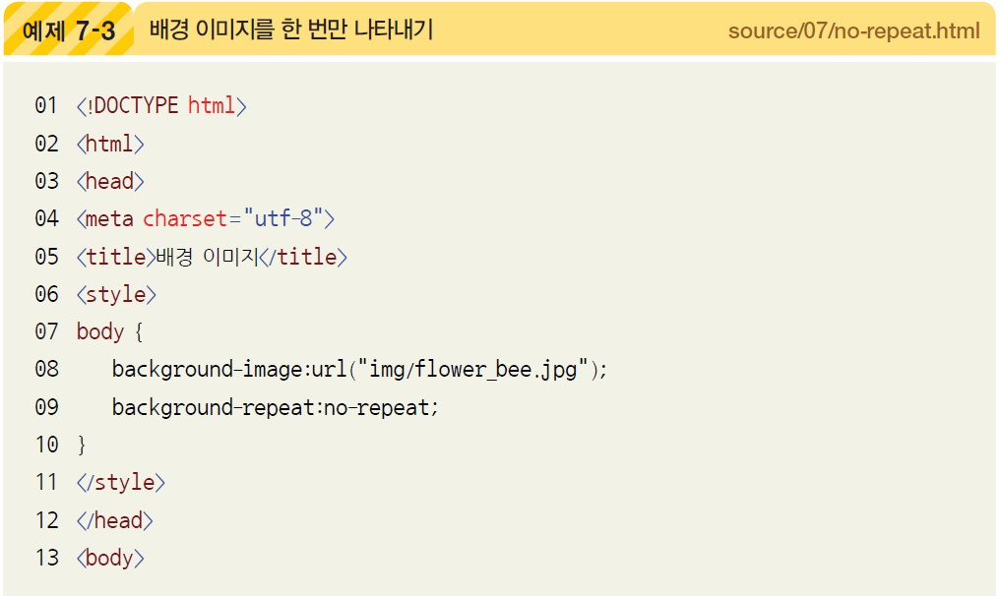 예제 7-3 배경 이미지를 한 번만 나타내기 source/07/no-repeat.html
01 <!DOCTYPE html>
02 <html>
03 <head>
04 <meta charset="utf-8">
05 <title>배경 이미지</title>
06 <style>
07 body {
08 background-image:url("img/flower_bee.jpg");
09 background-repeat:no-repeat;
10 }
11 </style>
12 </head>
13 <body>